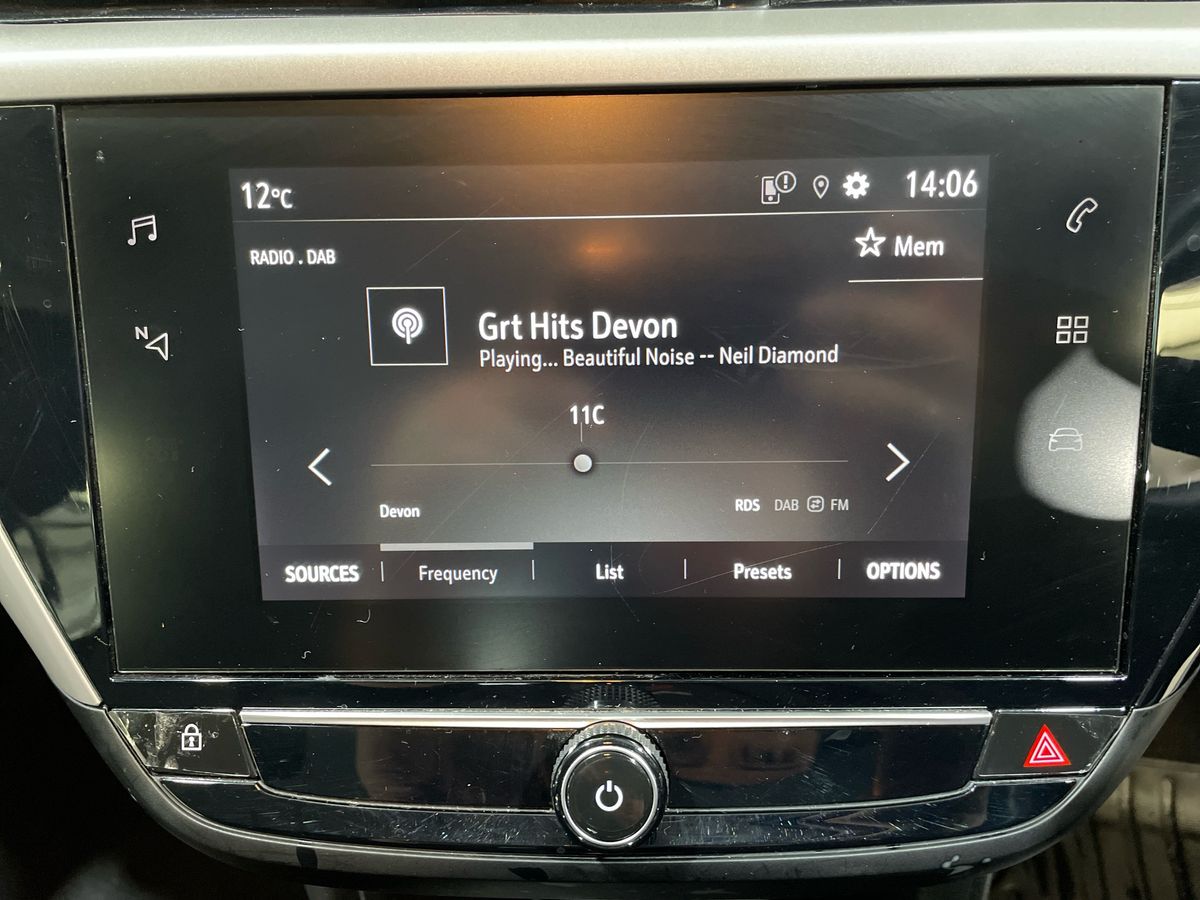 12°C 14:06
RADIO . DAB
Mem
Grt Hits Devon
Playing... Beautiful Noise -- Neil Diamond
N
11C
Devon RDS DAB FM
SOURCES Frequency List Presets OPTIONS